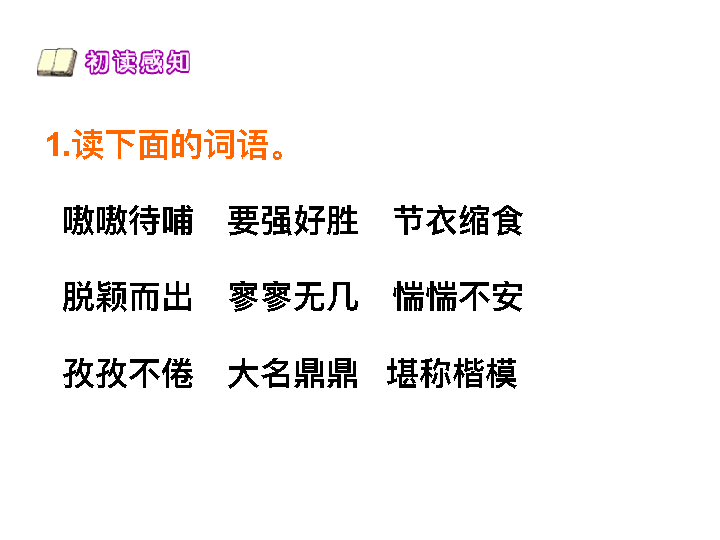 初读感知
1.读下面的词语。
嗷嗷待哺 要强好胜 节衣缩食
脱颖而出 寥寥无几 惴惴不安
孜孜不倦 大名鼎鼎 堪称楷模